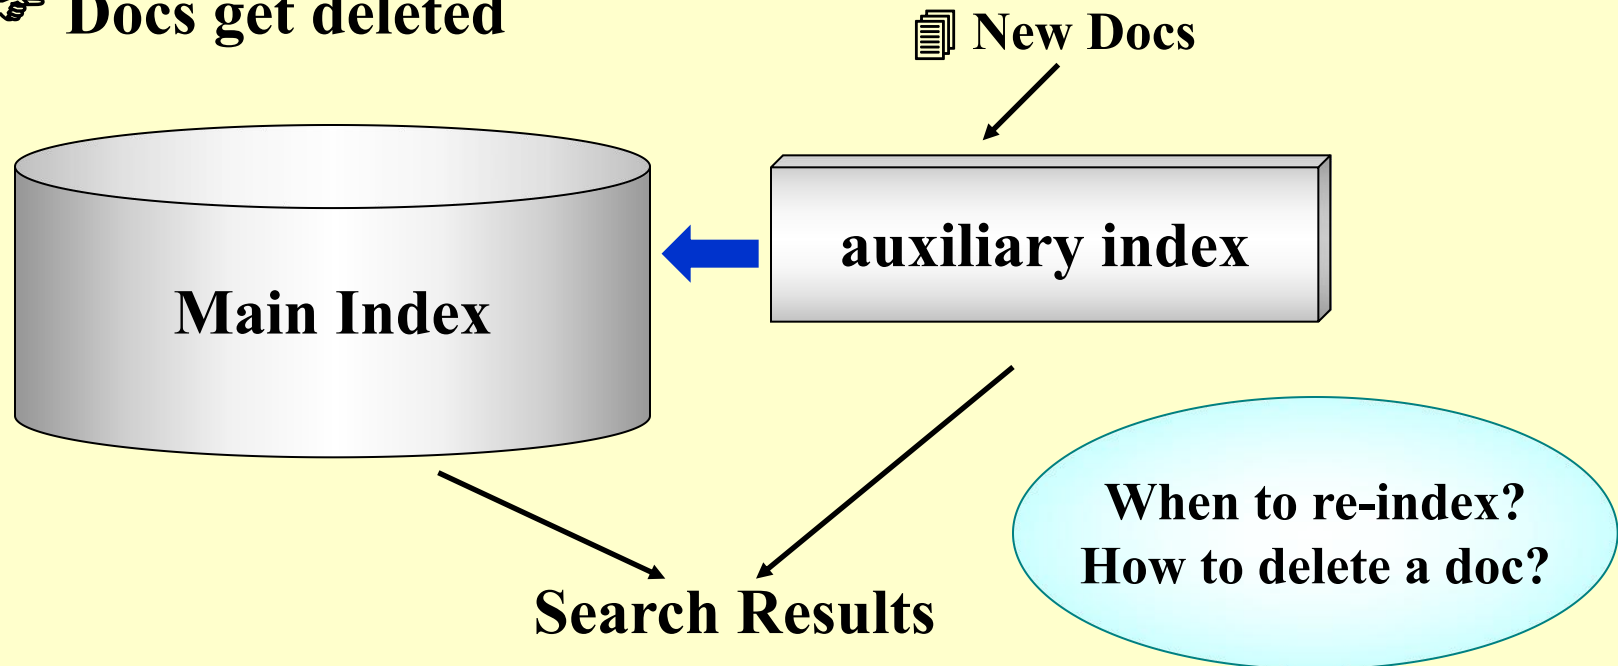 Docs get deleted
New Docs
auxiliary index
Main Index
When to re-index?
How to delete a doc?
Search Results